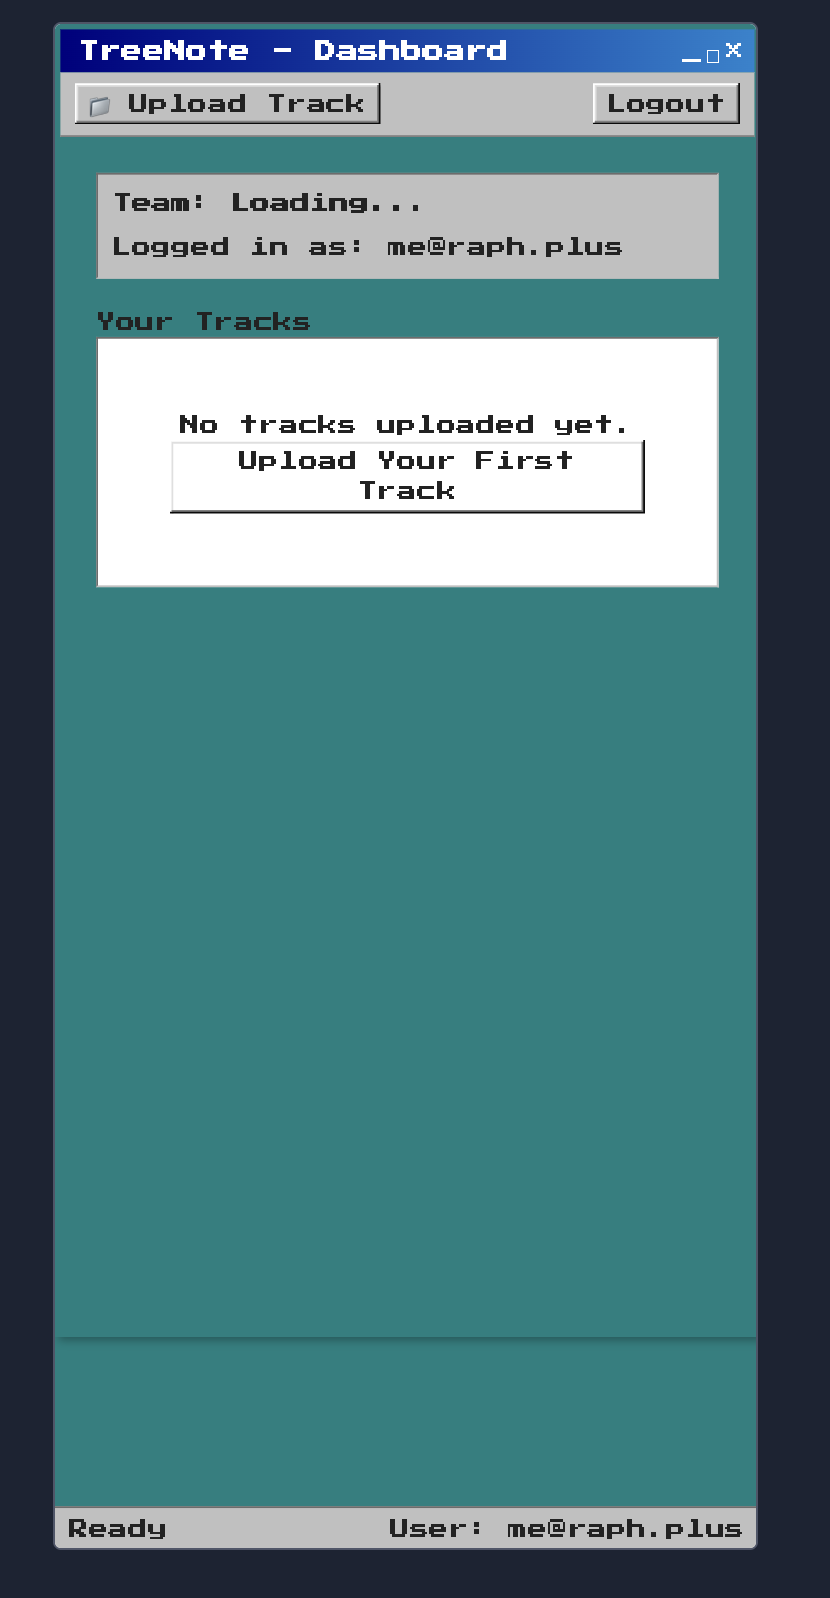 TreeNote - Dashboard
Upload Track
Logout
Team: Loading...
Logged in as: me@raph.plus
Your Tracks
No tracks uploaded yet.
Upload Your First
Track
Ready
User: me@raph.plus